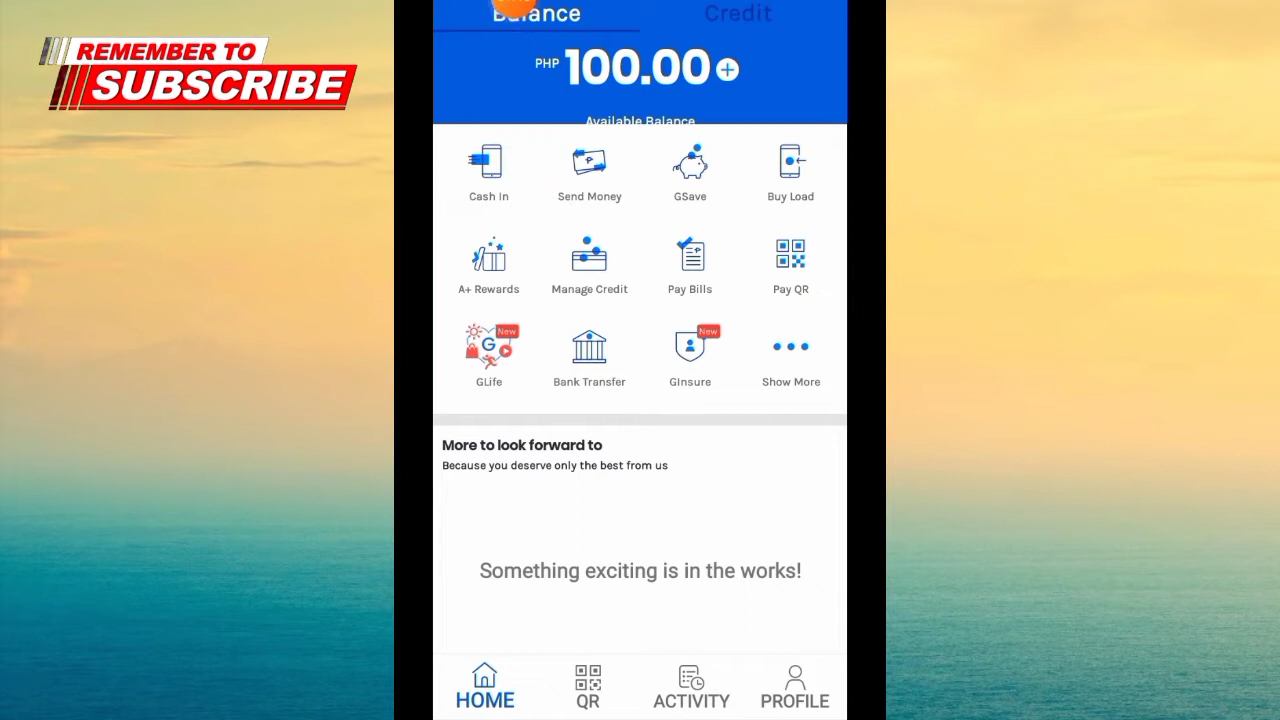 REMEMBER TO
SUBSCRIBE
Balance
Credit
PHP 100.00
Available Balance
Cash In
Send Money
GSave
Buy Load
A+ Rewards
Manage Credit
Pay Bills
Pay QR
New
G
New
GLife
Bank Transfer
GInsure
Show More
More to look forward to
Because you deserve only the best from us
Something exciting is in the works!
HOME
QR
ACTIVITY
PROFILE